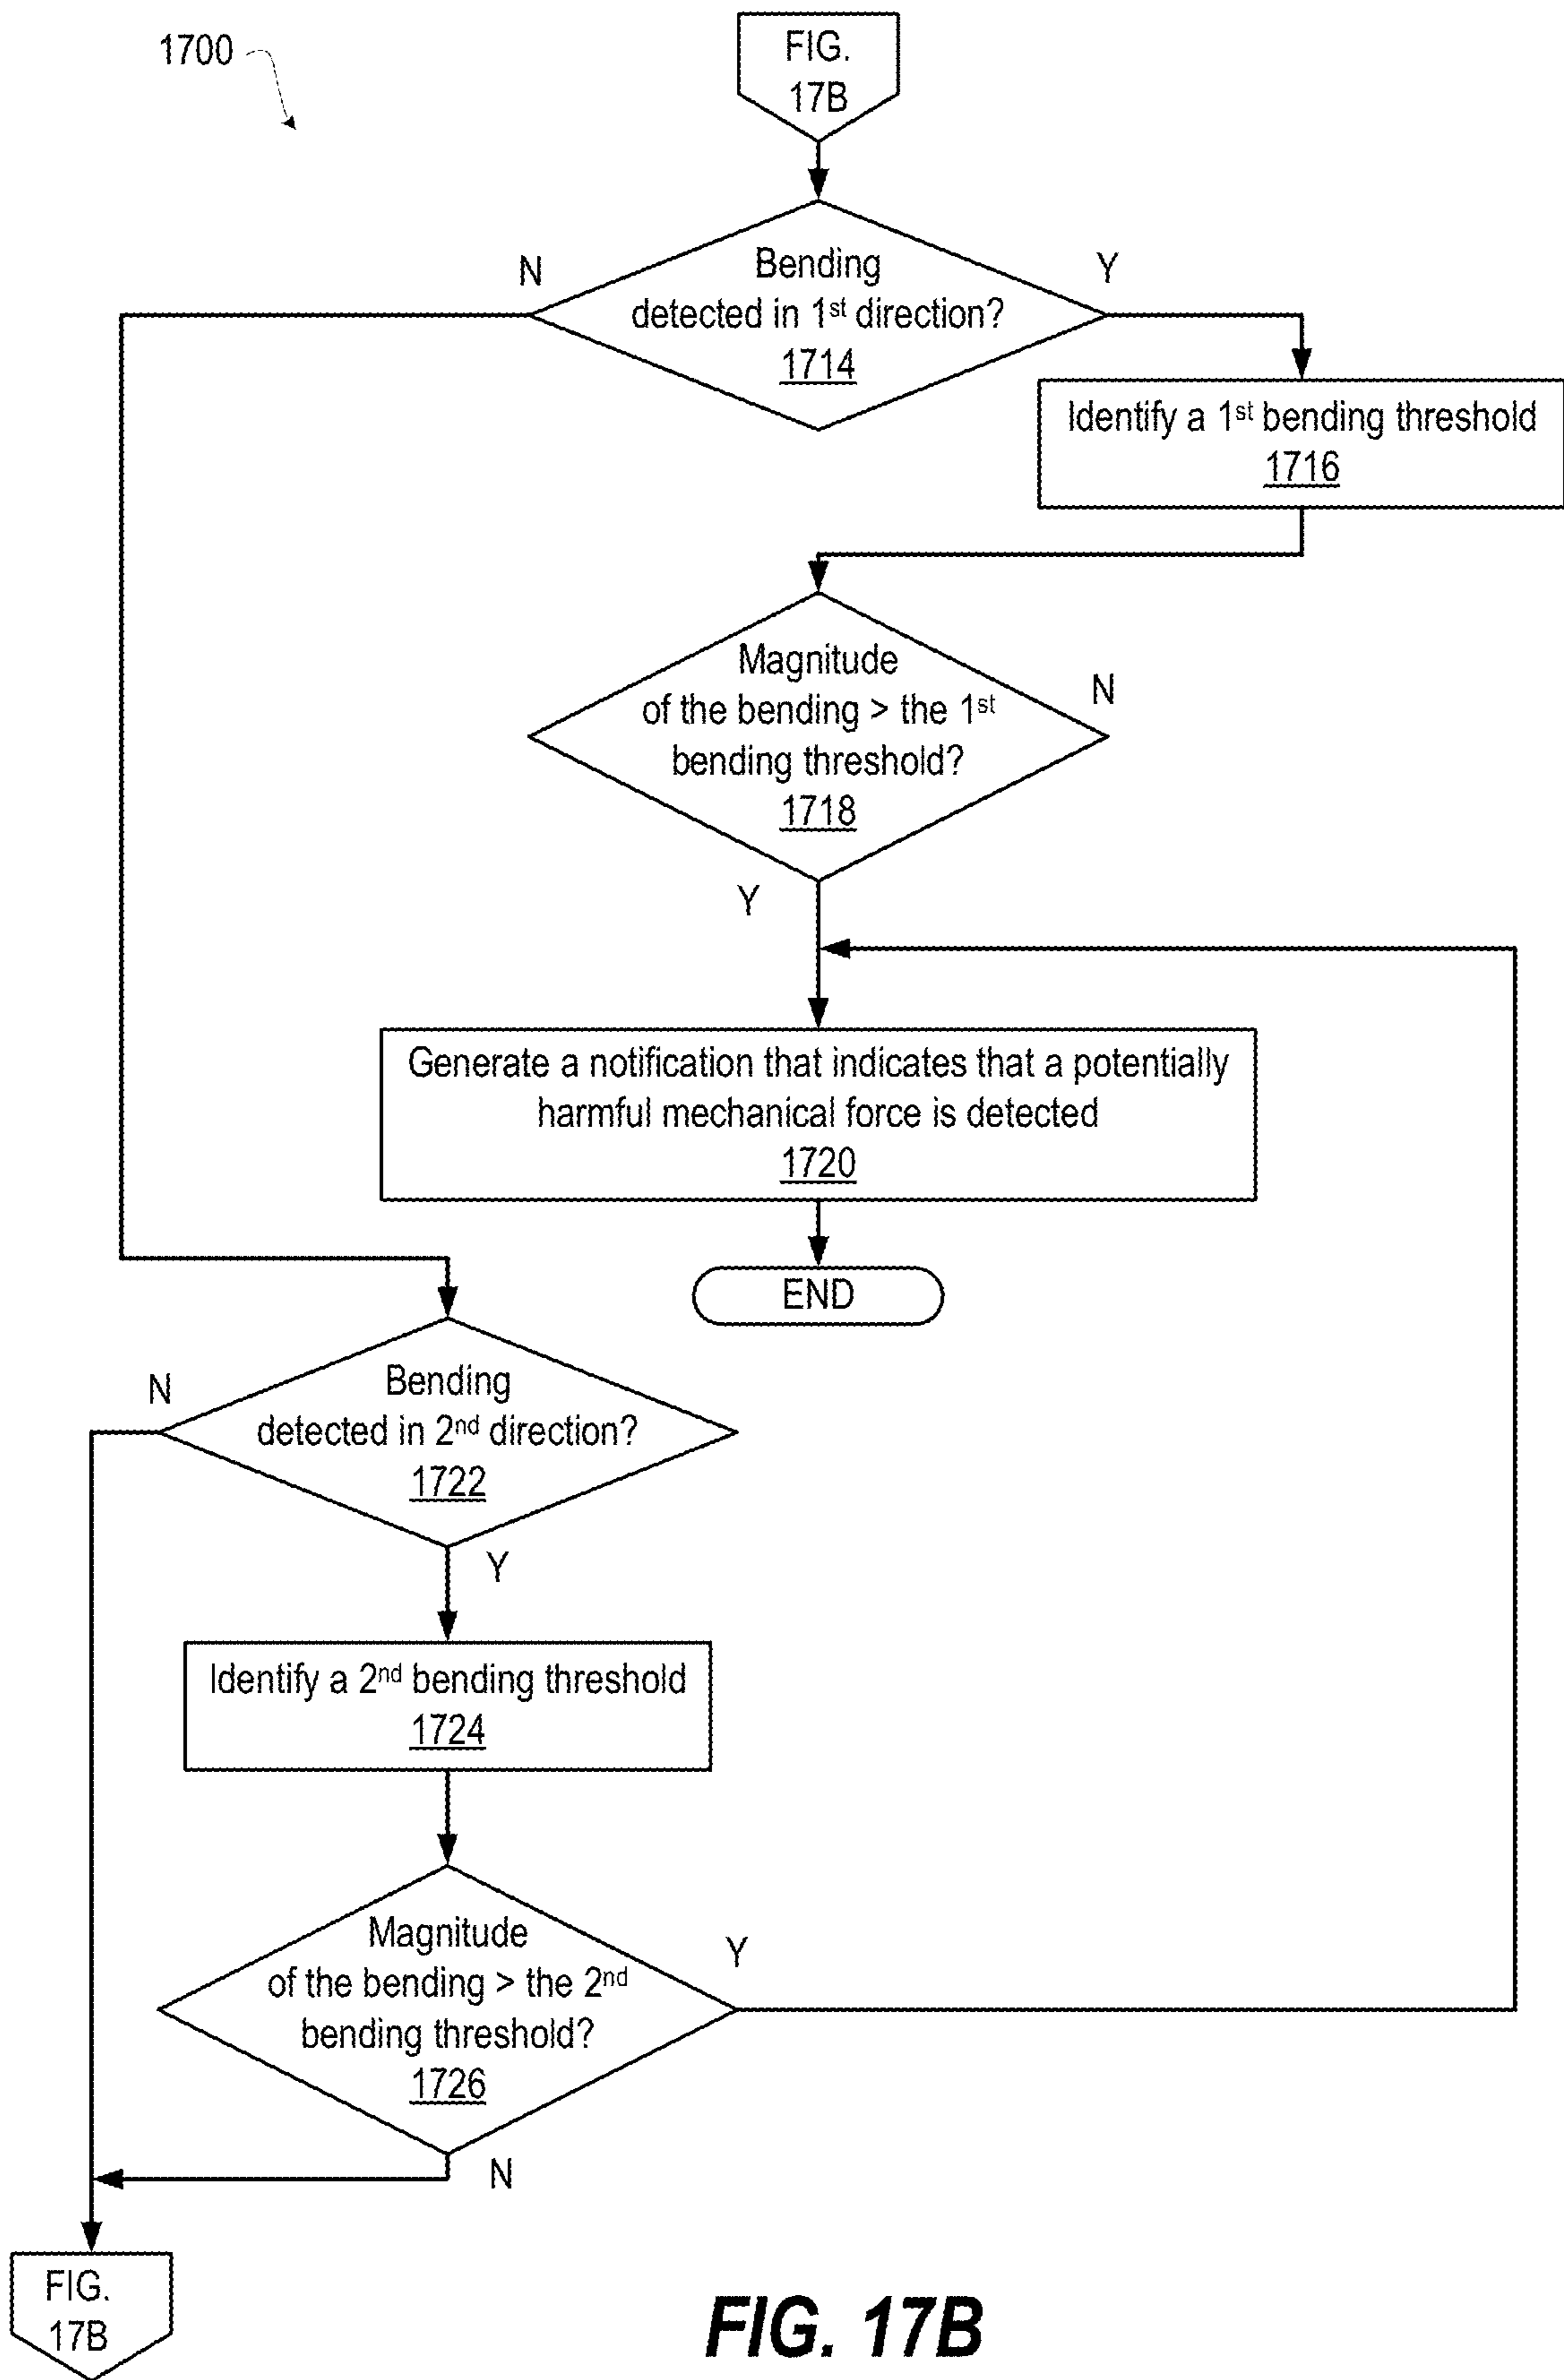 1700
FIG.
17B
N
Y
Bending
detected in 1st direction?
1714
Identify a 1st bending threshold
1716
Magnitude
of the bending > the 1st
bending threshold?
1718
N
Y
Generate a notification that indicates that a potentially
harmful mechanical force is detected
1720
END
N
Bending
detected in 2nd direction?
1722
Y
Identify a 2nd bending threshold
1724
Magnitude
of the bending > the 2nd
bending threshold?
1726
Y
N
FIG.
17B
FIG. 17B